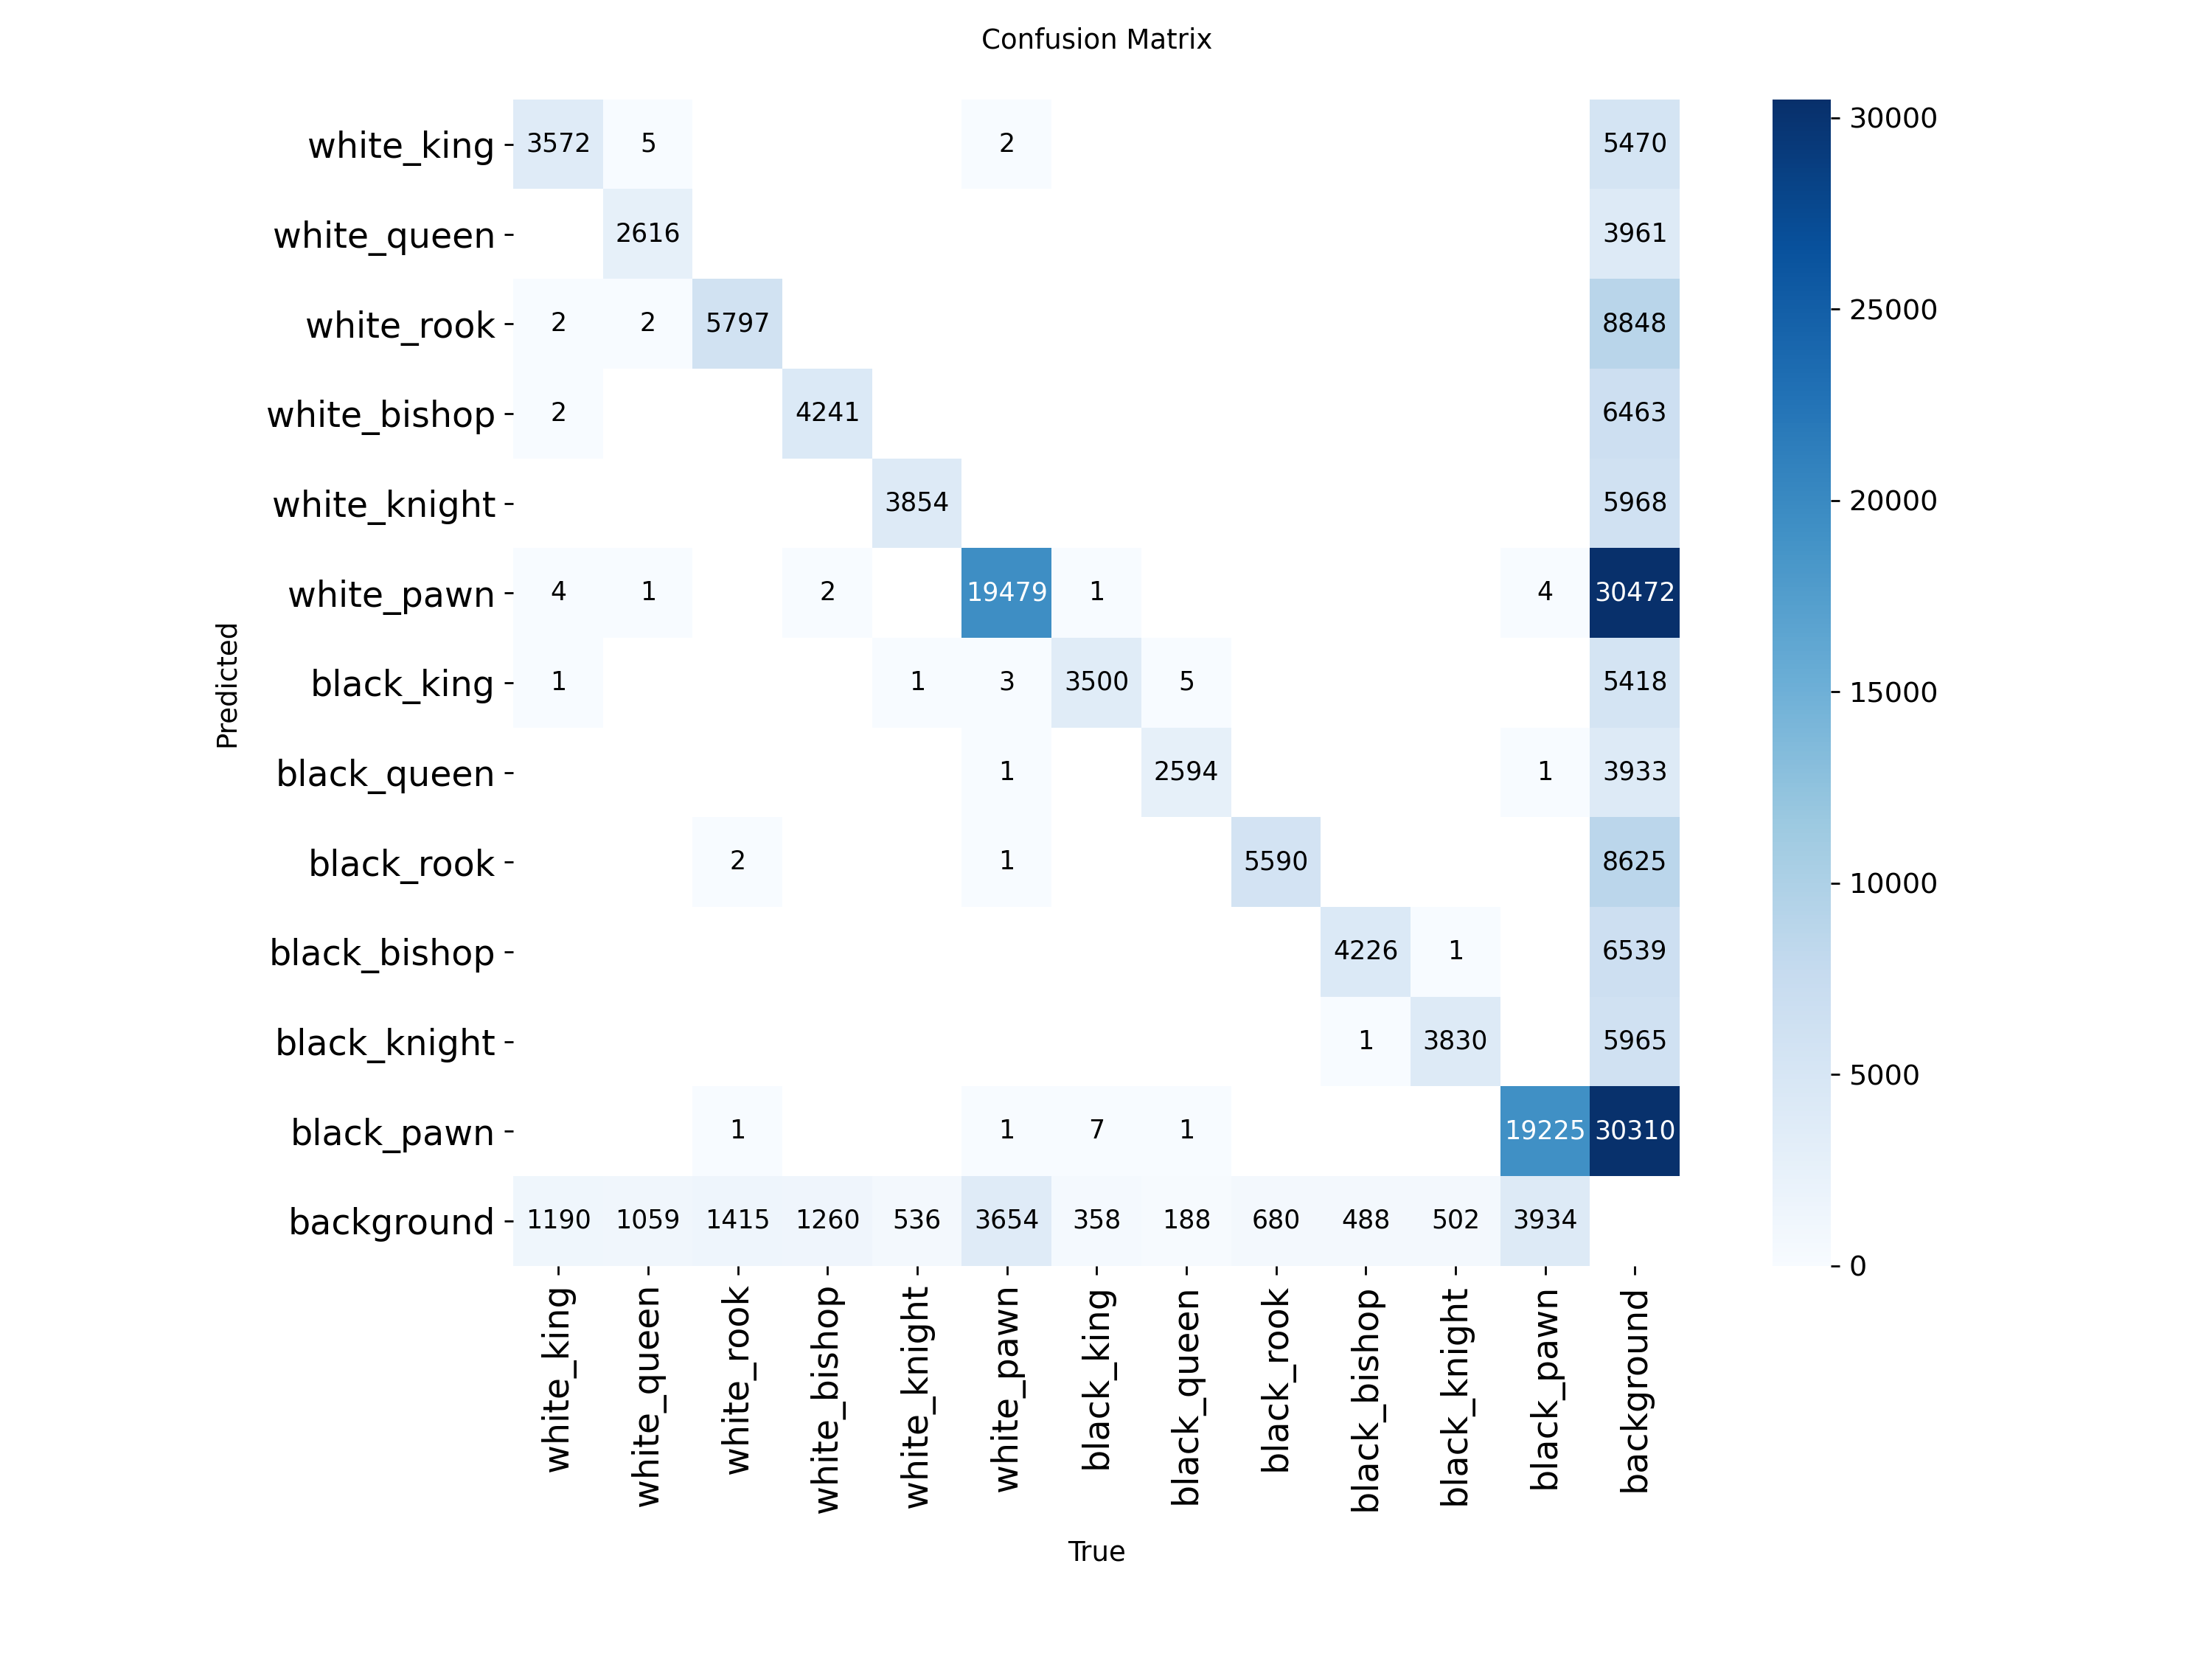 Confusion Matrix
white_king 3572 5 2 5470
white_queen 2616 3961
white_rook 2 2 5797 8848
white_bishop 2 4241 6463
white_knight 3854 5968
white_pawn 4 1 2 19479 1 4 30472
black_king 1 1 3 3500 5 5418
black_queen 1 2594 1 3933
black_rook 2 1 5590 8625
black_bishop 4226 1 6539
black_knight 1 3830 5965
black_pawn 1 1 7 1 19225 30310
background 1190 1059 1415 1260 536 3654 358 188 680 488 502 3934
Predicted
white_king
white_queen
white_rook
white_bishop
white_knight
white_pawn
black_king
black_queen
black_rook
black_bishop
black_knight
black_pawn
background
True
30000
25000
20000
15000
10000
5000
0